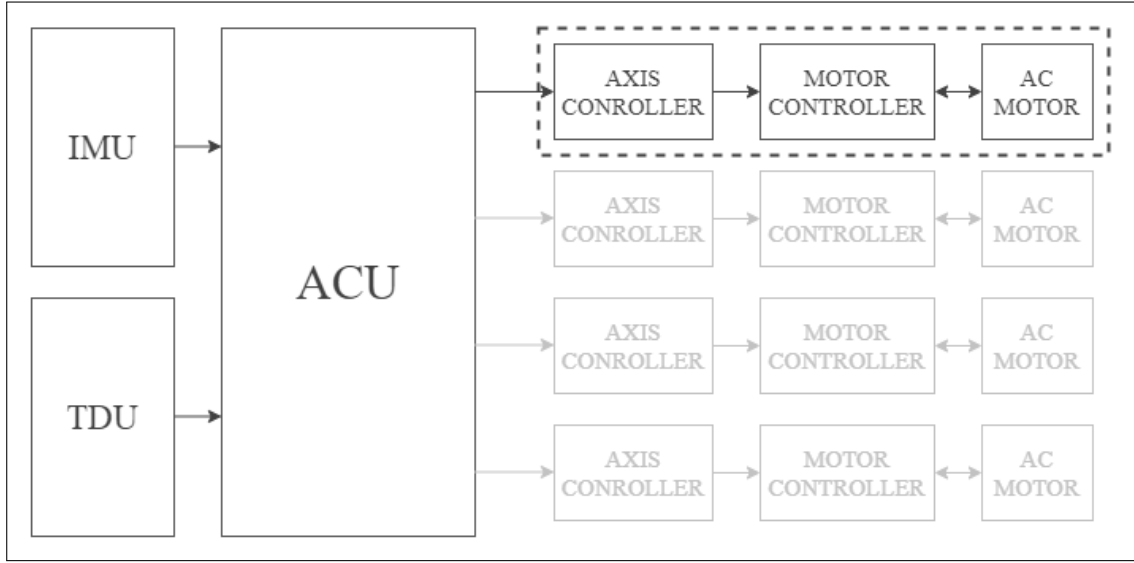 IMU
TDU
ACU
AXIS
CONROLLER
MOTOR
CONTROLLER
AC
MOTOR
AXIS
CONROLLER
MOTOR
CONTROLLER
AC
MOTOR
AXIS
CONROLLER
MOTOR
CONTROLLER
AC
MOTOR
AXIS
CONROLLER
MOTOR
CONTROLLER
AC
MOTOR